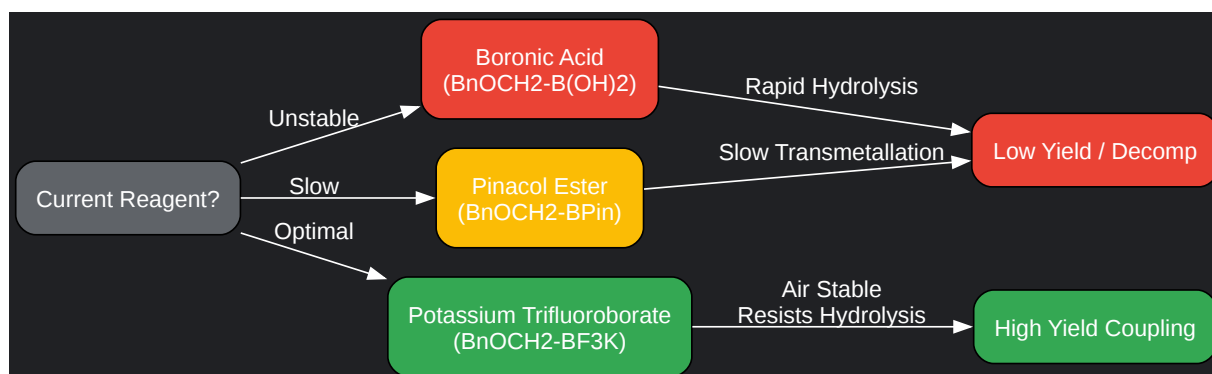 Boronic Acid
(BnOCH2-B(OH)2)
Rapid Hydrolysis
Unstable
Slow Transmetallation
Low Yield / Decomp
Current Reagent?
Slow
Pinacol Ester
(BnOCH2-BPin)
Optimal
Potassium Trifluoroborate
(BnOCH2-BF3K)
Air Stable
Resists Hydrolysis
High Yield Coupling